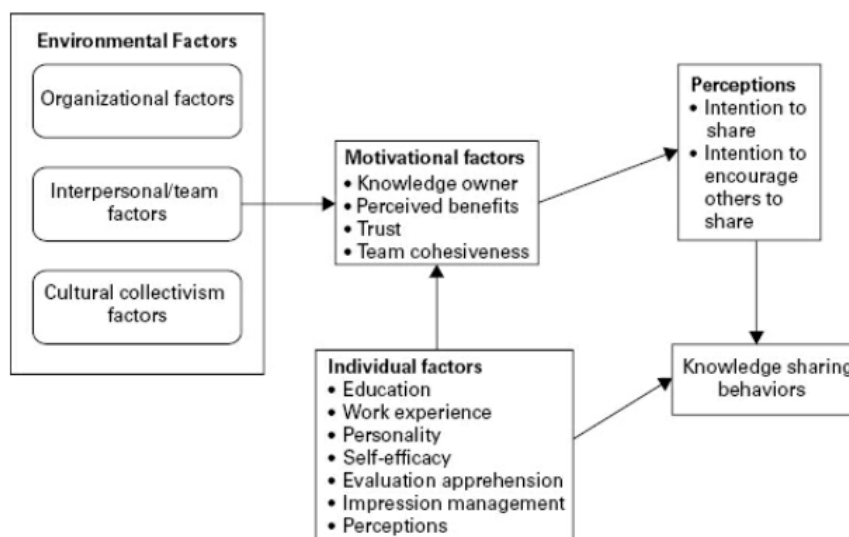 Environmental Factors
Organizational factors
Interpersonal/team
factors
Cultural collectivism
factors
Motivational factors
• Knowledge owner
• Perceived benefits
• Trust
• Team cohesiveness
Perceptions
• Intention to
share
• Intention to
encourage
others to
share
Individual factors
• Education
• Work experience
• Personality
• Self-efficacy
• Evaluation apprehension
• Impression management
• Perceptions
Knowledge sharing
behaviors